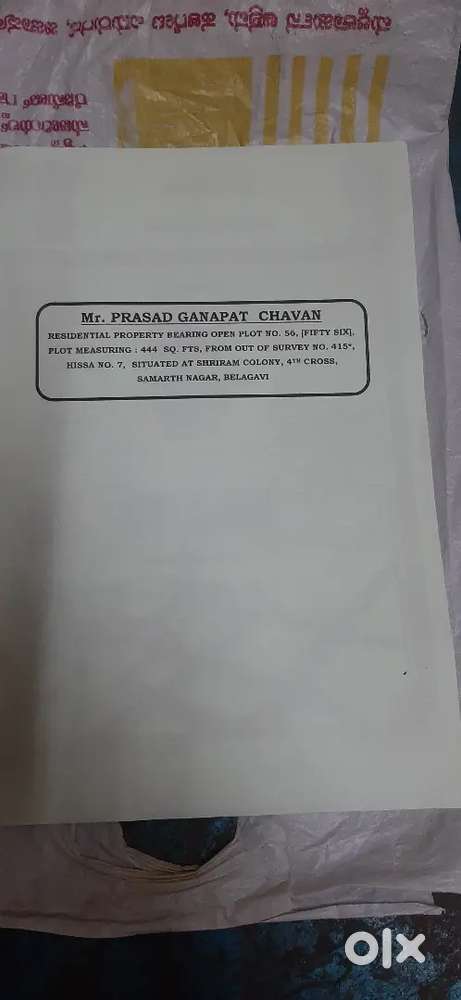 Mr. PRASAD GANAPAT CHAVAN
RESIDENTIAL PROPERTY BEARING OPEN PLOT NO. 56, [FIFTY SIX],
PLOT MEASURING : 444 SQ. FTS, FROM OUT OF SURVEY NO. 415*,
HISSA NO. 7, SITUATED AT SHRIRAM COLONY, 4TH CROSS,
SAMARTH NAGAR, BELAGAVI
olx